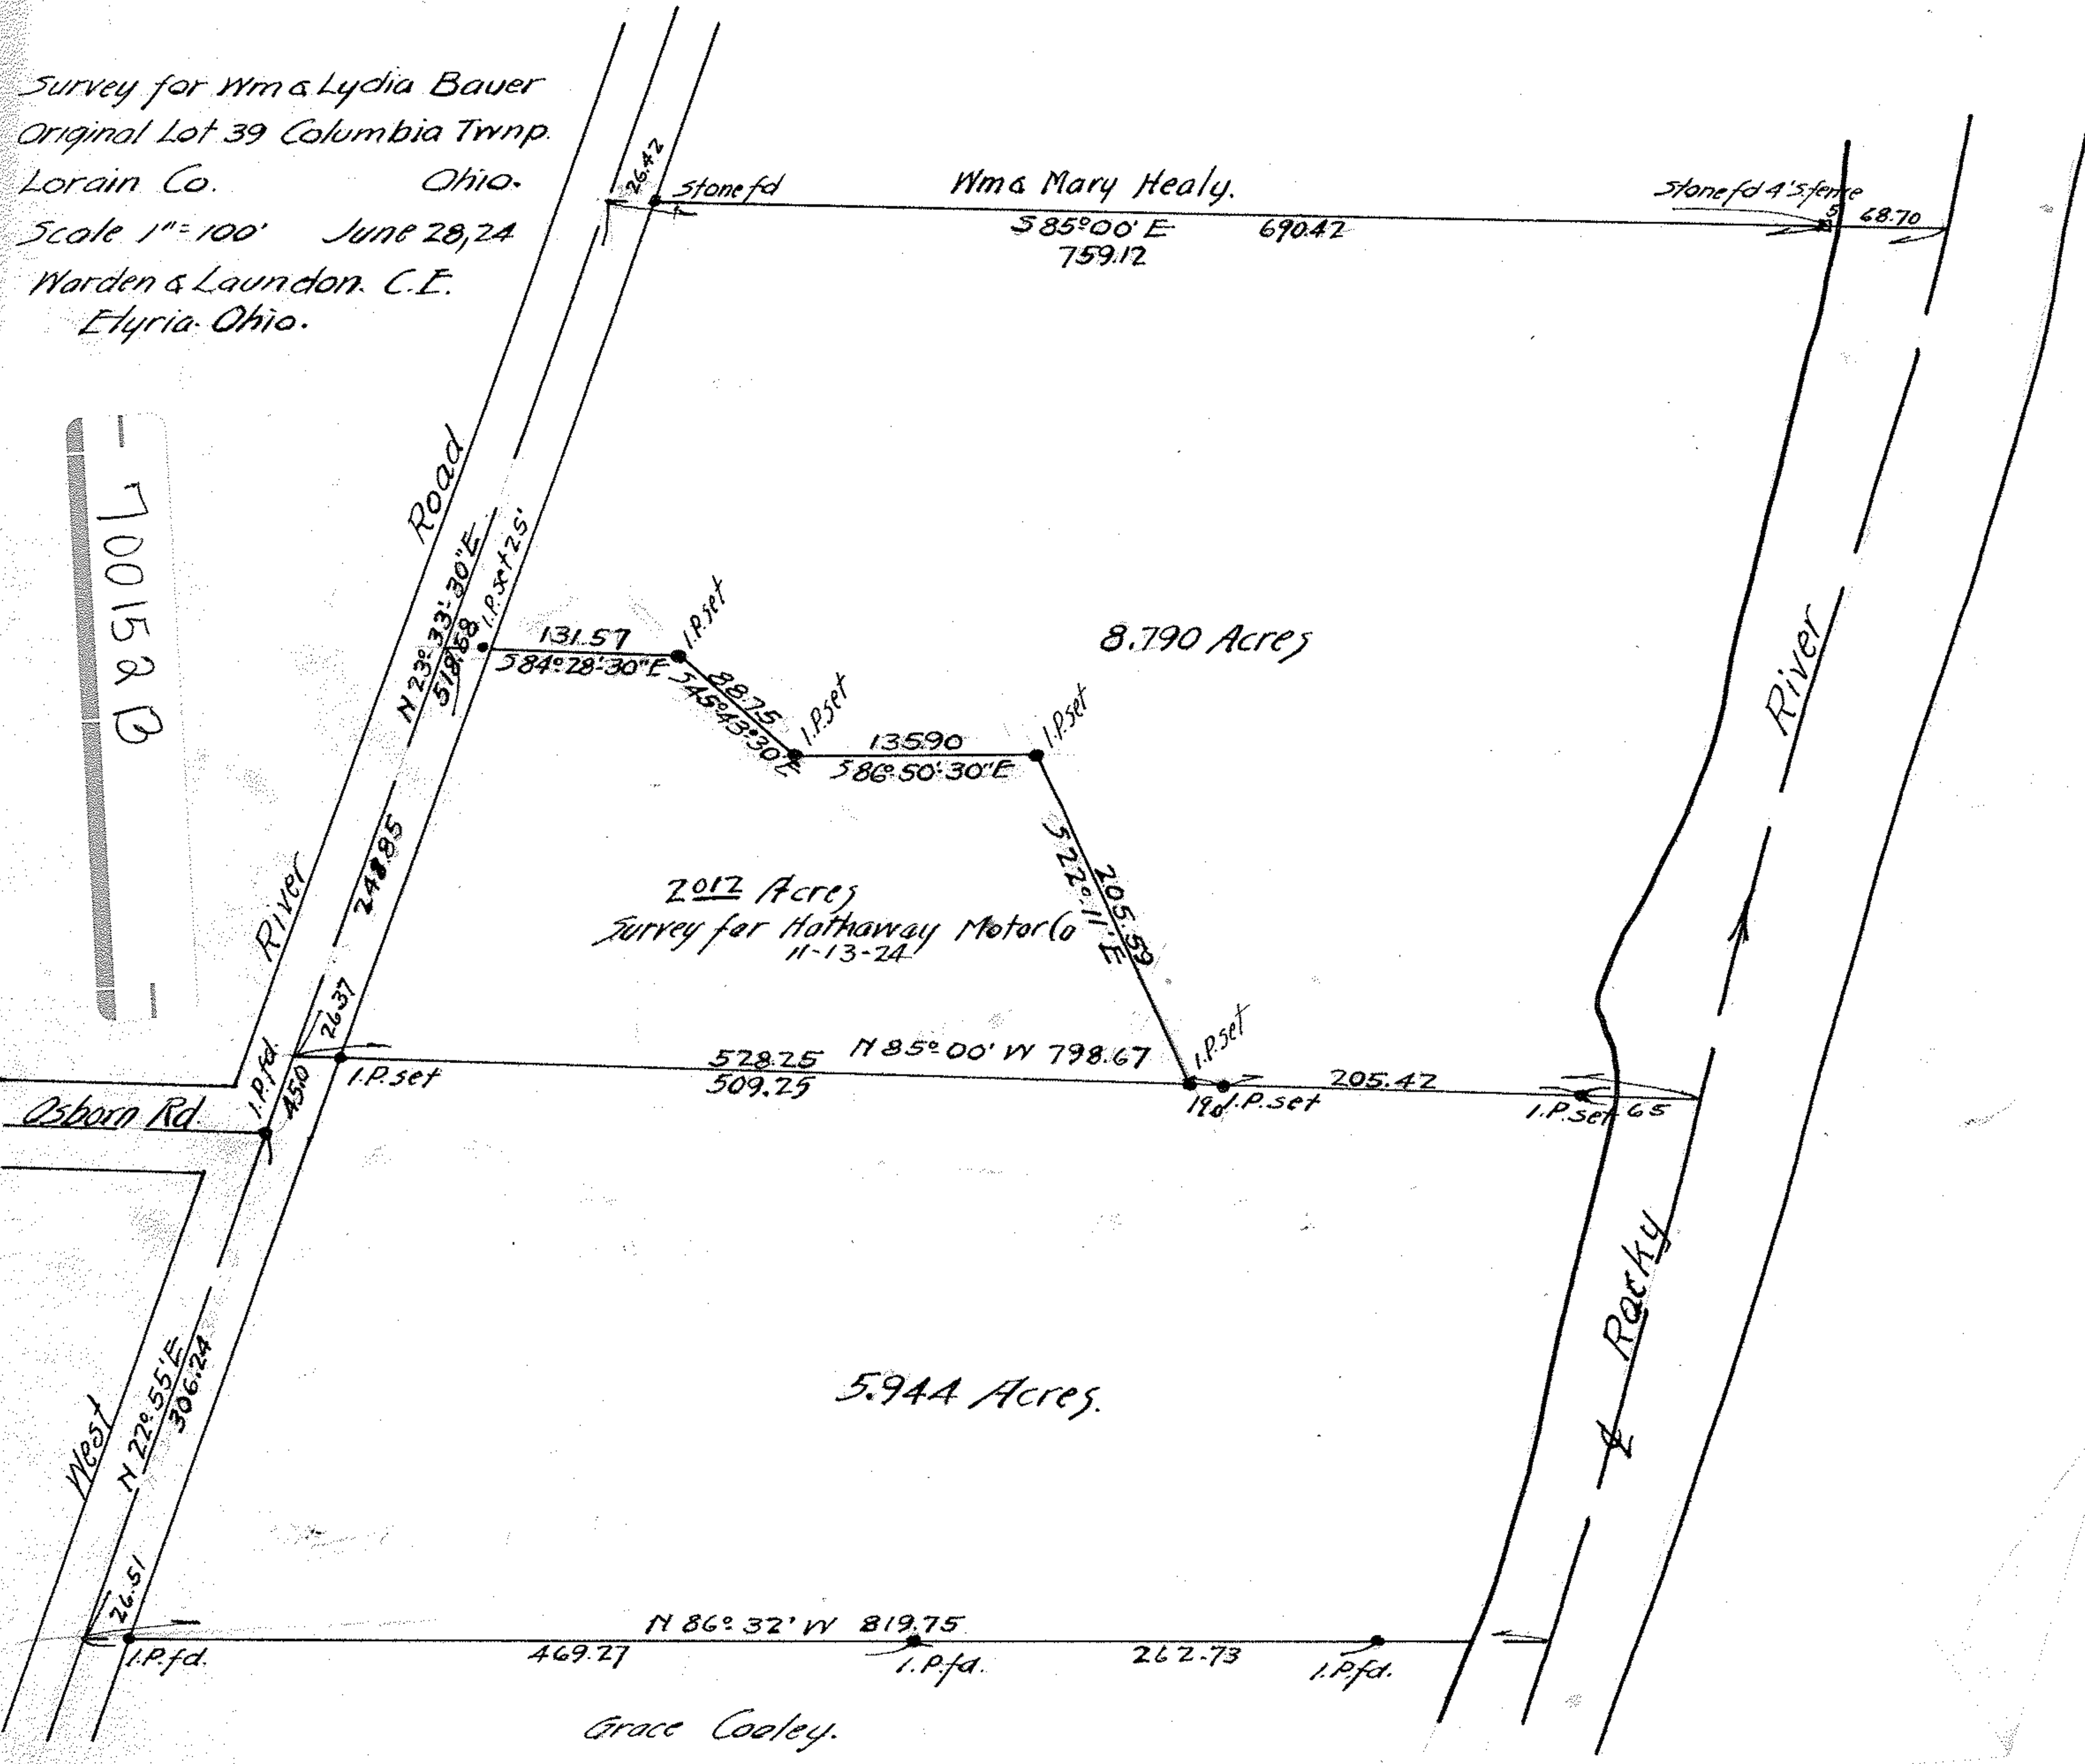 Survey for Wm & Lydia Bauer
Original Lot 39 Columbia Twnp.
Lorain Co. Ohio.
Scale 1"=100' June 28, 24
Warden & Laundon. C.E.
Elyria. Ohio.
700152 B
26.42
Stone fd
Wm & Mary Healy.
S 85°00' E 690.42
759.12
Stone fd 4' S fence
5
68.70
Road
N 23°33'-30" E
518.58
I.P. set 25'
131.57
S 84°28'-30" E
I.P. set
88.75
S 45°43'30" E
I.P. set
135.90
S 86°50'-30" E
I.P. set
8.790 Acres
River
248.85
River
205.59
S 22°11' E
2.012 Acres
Survey for Hathaway Motor Co
11-13-24
26.37
I.P. fd.
45.0
I.P. set
528.25 N 85°00' W 798.67
509.25
I.P. set
19.0
I.P. set
205.42
I.P. set
65
Osborn Rd.
Rocky
West
N 22°55' E
306.24
5.944 Acres.
26.51
I.P. fd.
N 86°32' W 819.75
469.27
I.P. fd.
262.73
I.P. fd.
Grace Cooley.